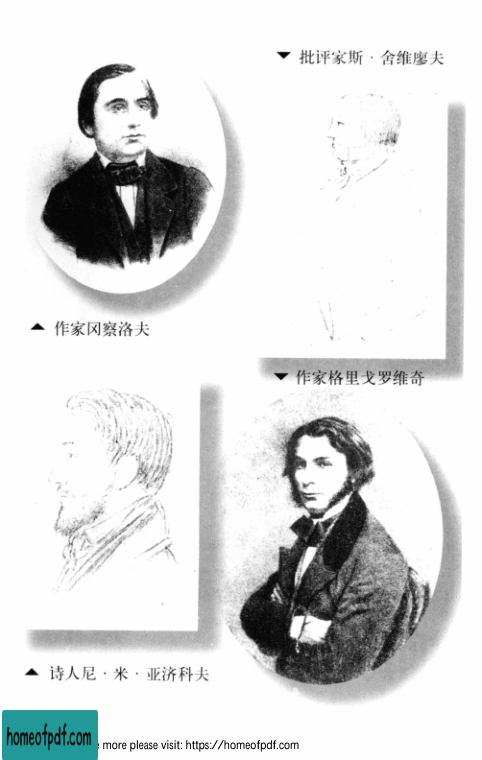 ▼ 批评家斯·舍维廖夫
▲ 作家冈察洛夫
▼ 作家格里戈罗维奇
▲ 诗人尼·米·亚济科夫
homeofpdf.com
e more please visit: https://homeofpdf.com